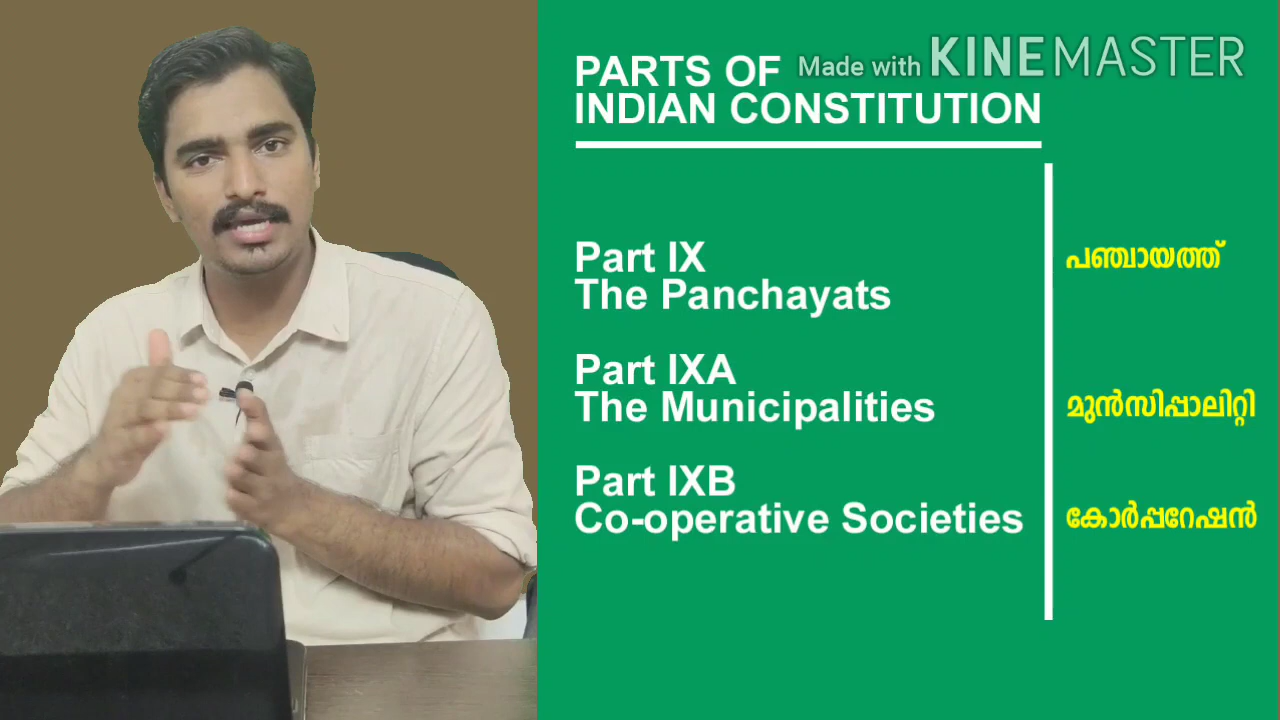 PARTS OF
Made with KINEMASTER
INDIAN CONSTITUTION
Part IX
The Panchayats
പഞ്ചായത്ത്
Part IXA
The Municipalities
മുൻസിപ്പാലിറ്റി
Part IXB
Co-operative Societies
കോർപ്പറേഷൻ